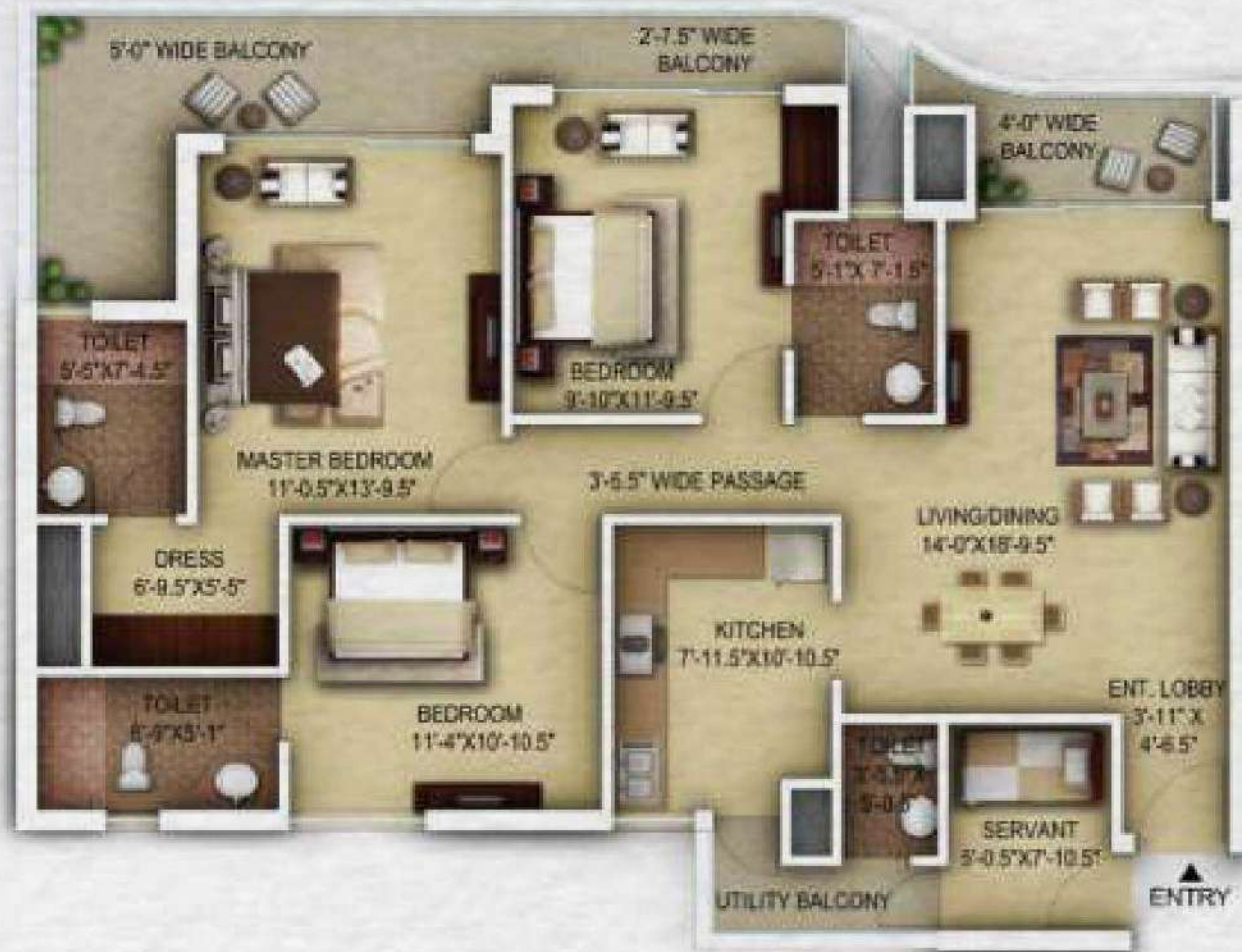 5'-0" WIDE BALCONY
2'-7.5" WIDE
BALCONY
4'-0" WIDE
BALCONY
TOILET
5'-1"X 7'-1.5"
TOILET
5'-5"X7'-4.5"
BEDROOM
9'-10"X11'-9.5"
MASTER BEDROOM
11'-0.5"X13'-9.5"
3'-6.5" WIDE PASSAGE
LIVING/DINING
14'-0"X18'-9.5"
DRESS
6'-9.5"X5'-5"
KITCHEN
7'-11.5"X10'-10.5"
TOILET
BEDROOM
11'-4"X10'-10.5"
ENT. LOBBY
3'-11" X
4'-6.5"
TOILET
SERVANT
5'-0.5"X7'-10.5"
UTILITY BALCONY
ENTRY